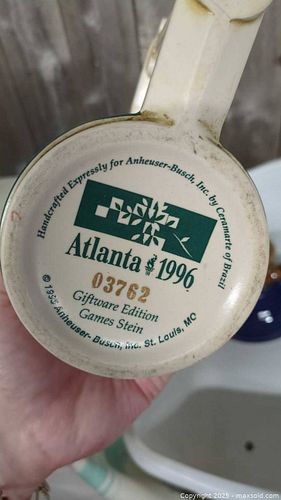 Handcrafted Expressly for Anheuser-Busch, Inc. by Ceramarte of Brazil
Atlanta 1996
03762
Giftware Edition
Games Stein
© 1995 Anheuser-Busch, Inc. St. Louis, MO
Copyright 2025 - maxsold.com